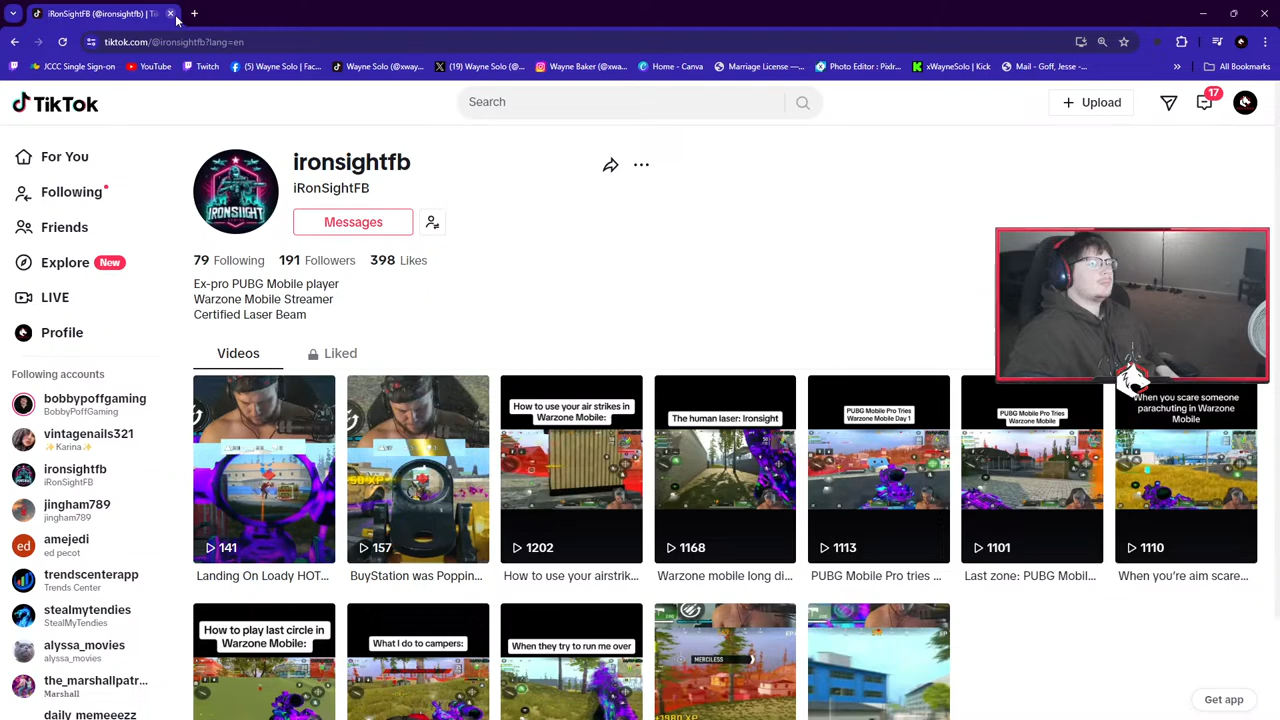 iRonSightFB (@ironsightfb) | Ti
tiktok.com/@ironsightfb?lang=en
JCCC Single Sign-on
YouTube
Twitch
(5) Wayne Solo | Fac...
Wayne Solo (@xway...
(19) Wayne Solo (@...
Wayne Baker (@xwa...
Home - Canva
Marriage License —...
Photo Editor : Pixlr...
xWayneSolo | Kick
Mail - Goff, Jesse -...
»
All Bookmarks
TikTok
Search
+ Upload
17
For You
Following
Friends
Explore New
LIVE
Profile
Following accounts
bobbypoffgaming
BobbyPoffGaming
vintagenails321
✨Karina✨
ironsightfb
iRonSightFB
jingham789
jingham789
amejedi
ed pecot
trendscenterapp
Trends Center
stealmytendies
StealMyTendies
alyssa_movies
alyssa_movies
the_marshallpatr...
Marshall
daily_memeeezz
IRONSIIGHT
ironsightfb
iRonSightFB
Messages
79 Following 191 Followers 398 Likes
Ex-pro PUBG Mobile player
Warzone Mobile Streamer
Certified Laser Beam
Videos
Liked
141
Landing On Loady HOT...
50 XP
157
BuyStation was Poppin...
How to use your air strikes in
Warzone Mobile:
1202
How to use your airstrik...
The human laser: Ironsight
1168
Warzone mobile long di...
PUBG Mobile Pro Tries
Warzone Mobile Day 1
1113
PUBG Mobile Pro tries ...
PUBG Mobile Pro Tries
Warzone Mobile
1101
Last zone: PUBG Mobil...
When you scare someone
parachuting in Warzone
Mobile
1110
When you're aim scare...
How to play last circle in
Warzone Mobile:
What I do to campers:
When they try to run me over
MERCILESS
+1980 XP
Get app